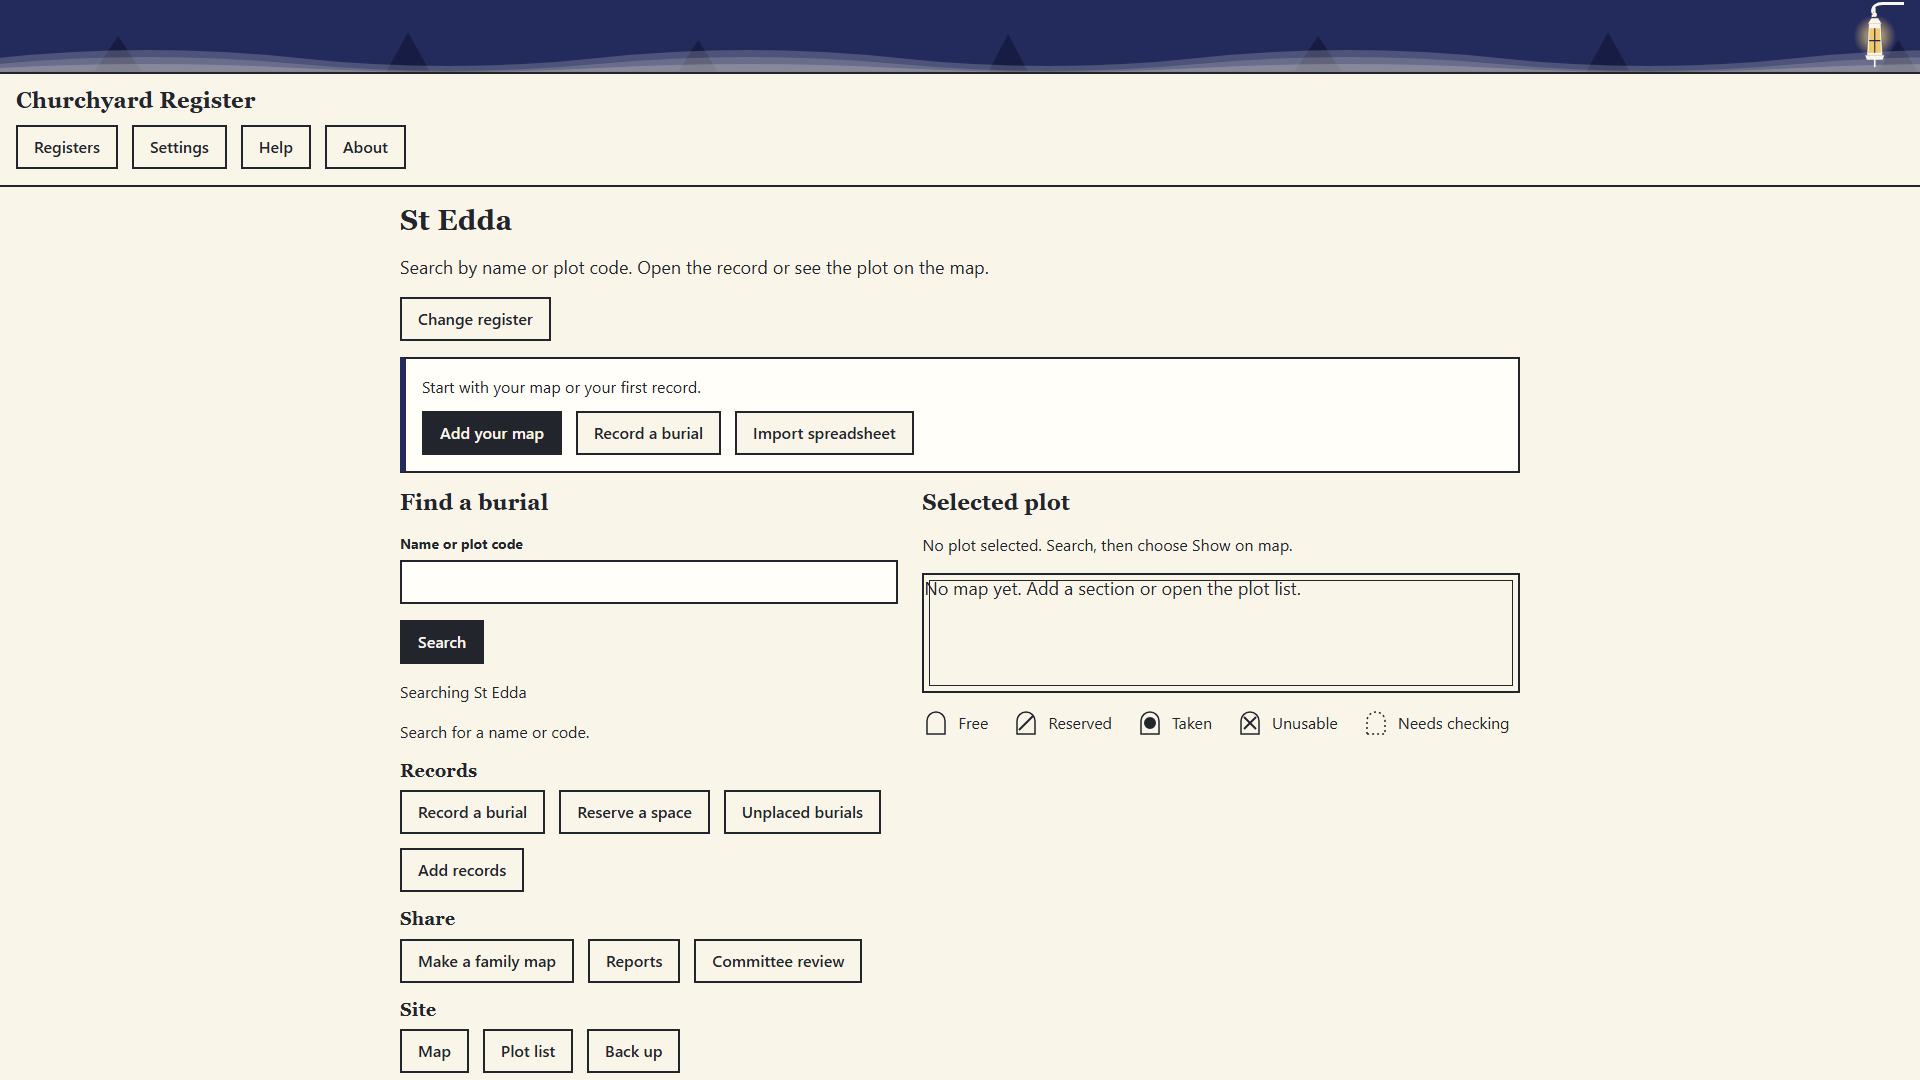 Churchyard Register
Registers Settings Help About
St Edda
Search by name or plot code. Open the record or see the plot on the map.
Change register
Start with your map or your first record.
Add your map Record a burial Import spreadsheet
Find a burial
Name or plot code
Search
Searching St Edda
Search for a name or code.
Records
Record a burial Reserve a space Unplaced burials
Add records
Share
Make a family map Reports Committee review
Site
Map Plot list Back up
Selected plot
No plot selected. Search, then choose Show on map.
No map yet. Add a section or open the plot list.
Free Reserved Taken Unusable Needs checking